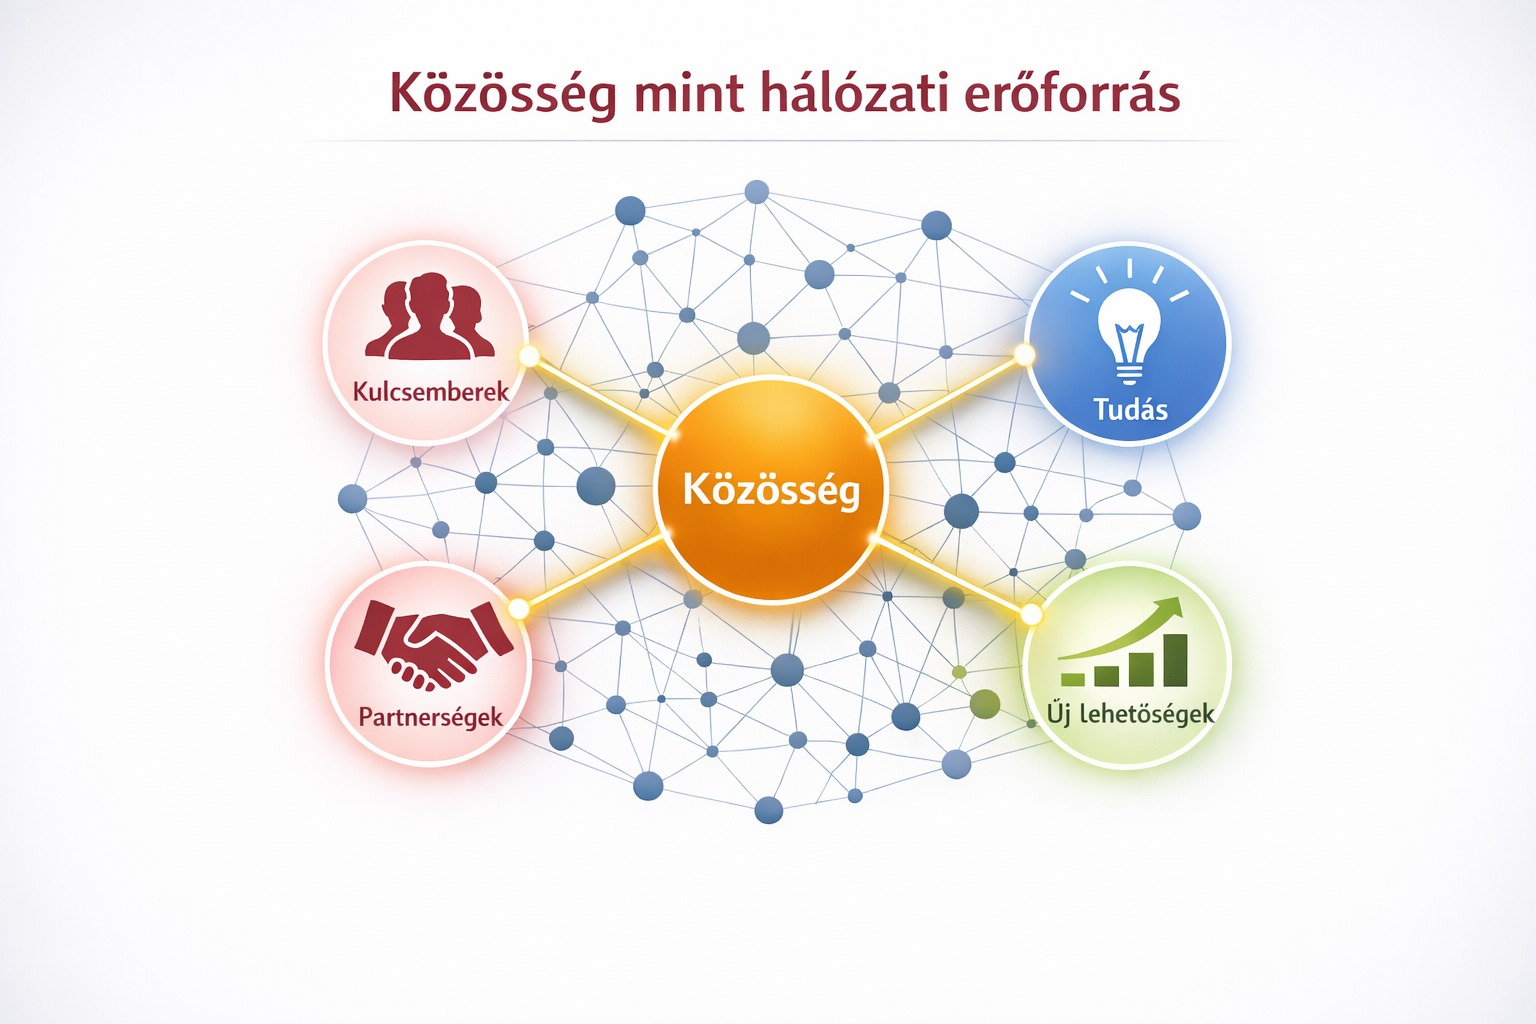 Közösség mint hálózati erőforrás
Kulcsemberek
Tudás
Közösség
Partnerségek
Új lehetőségek